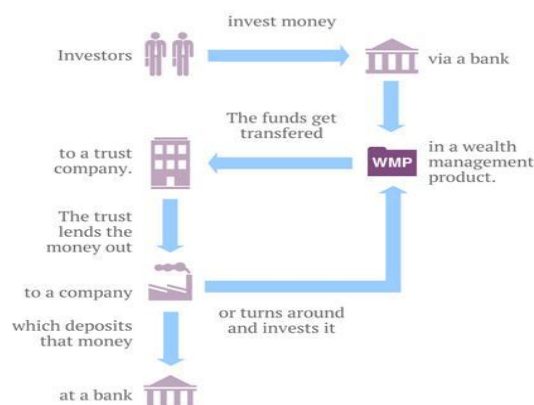 invest money
Investors
via a bank
The funds get
transfered
to a trust
company.
WMP
in a wealth
management
product.
The trust
lends the
money out
to a company
or turns around
and invests it
which deposits
that money
at a bank